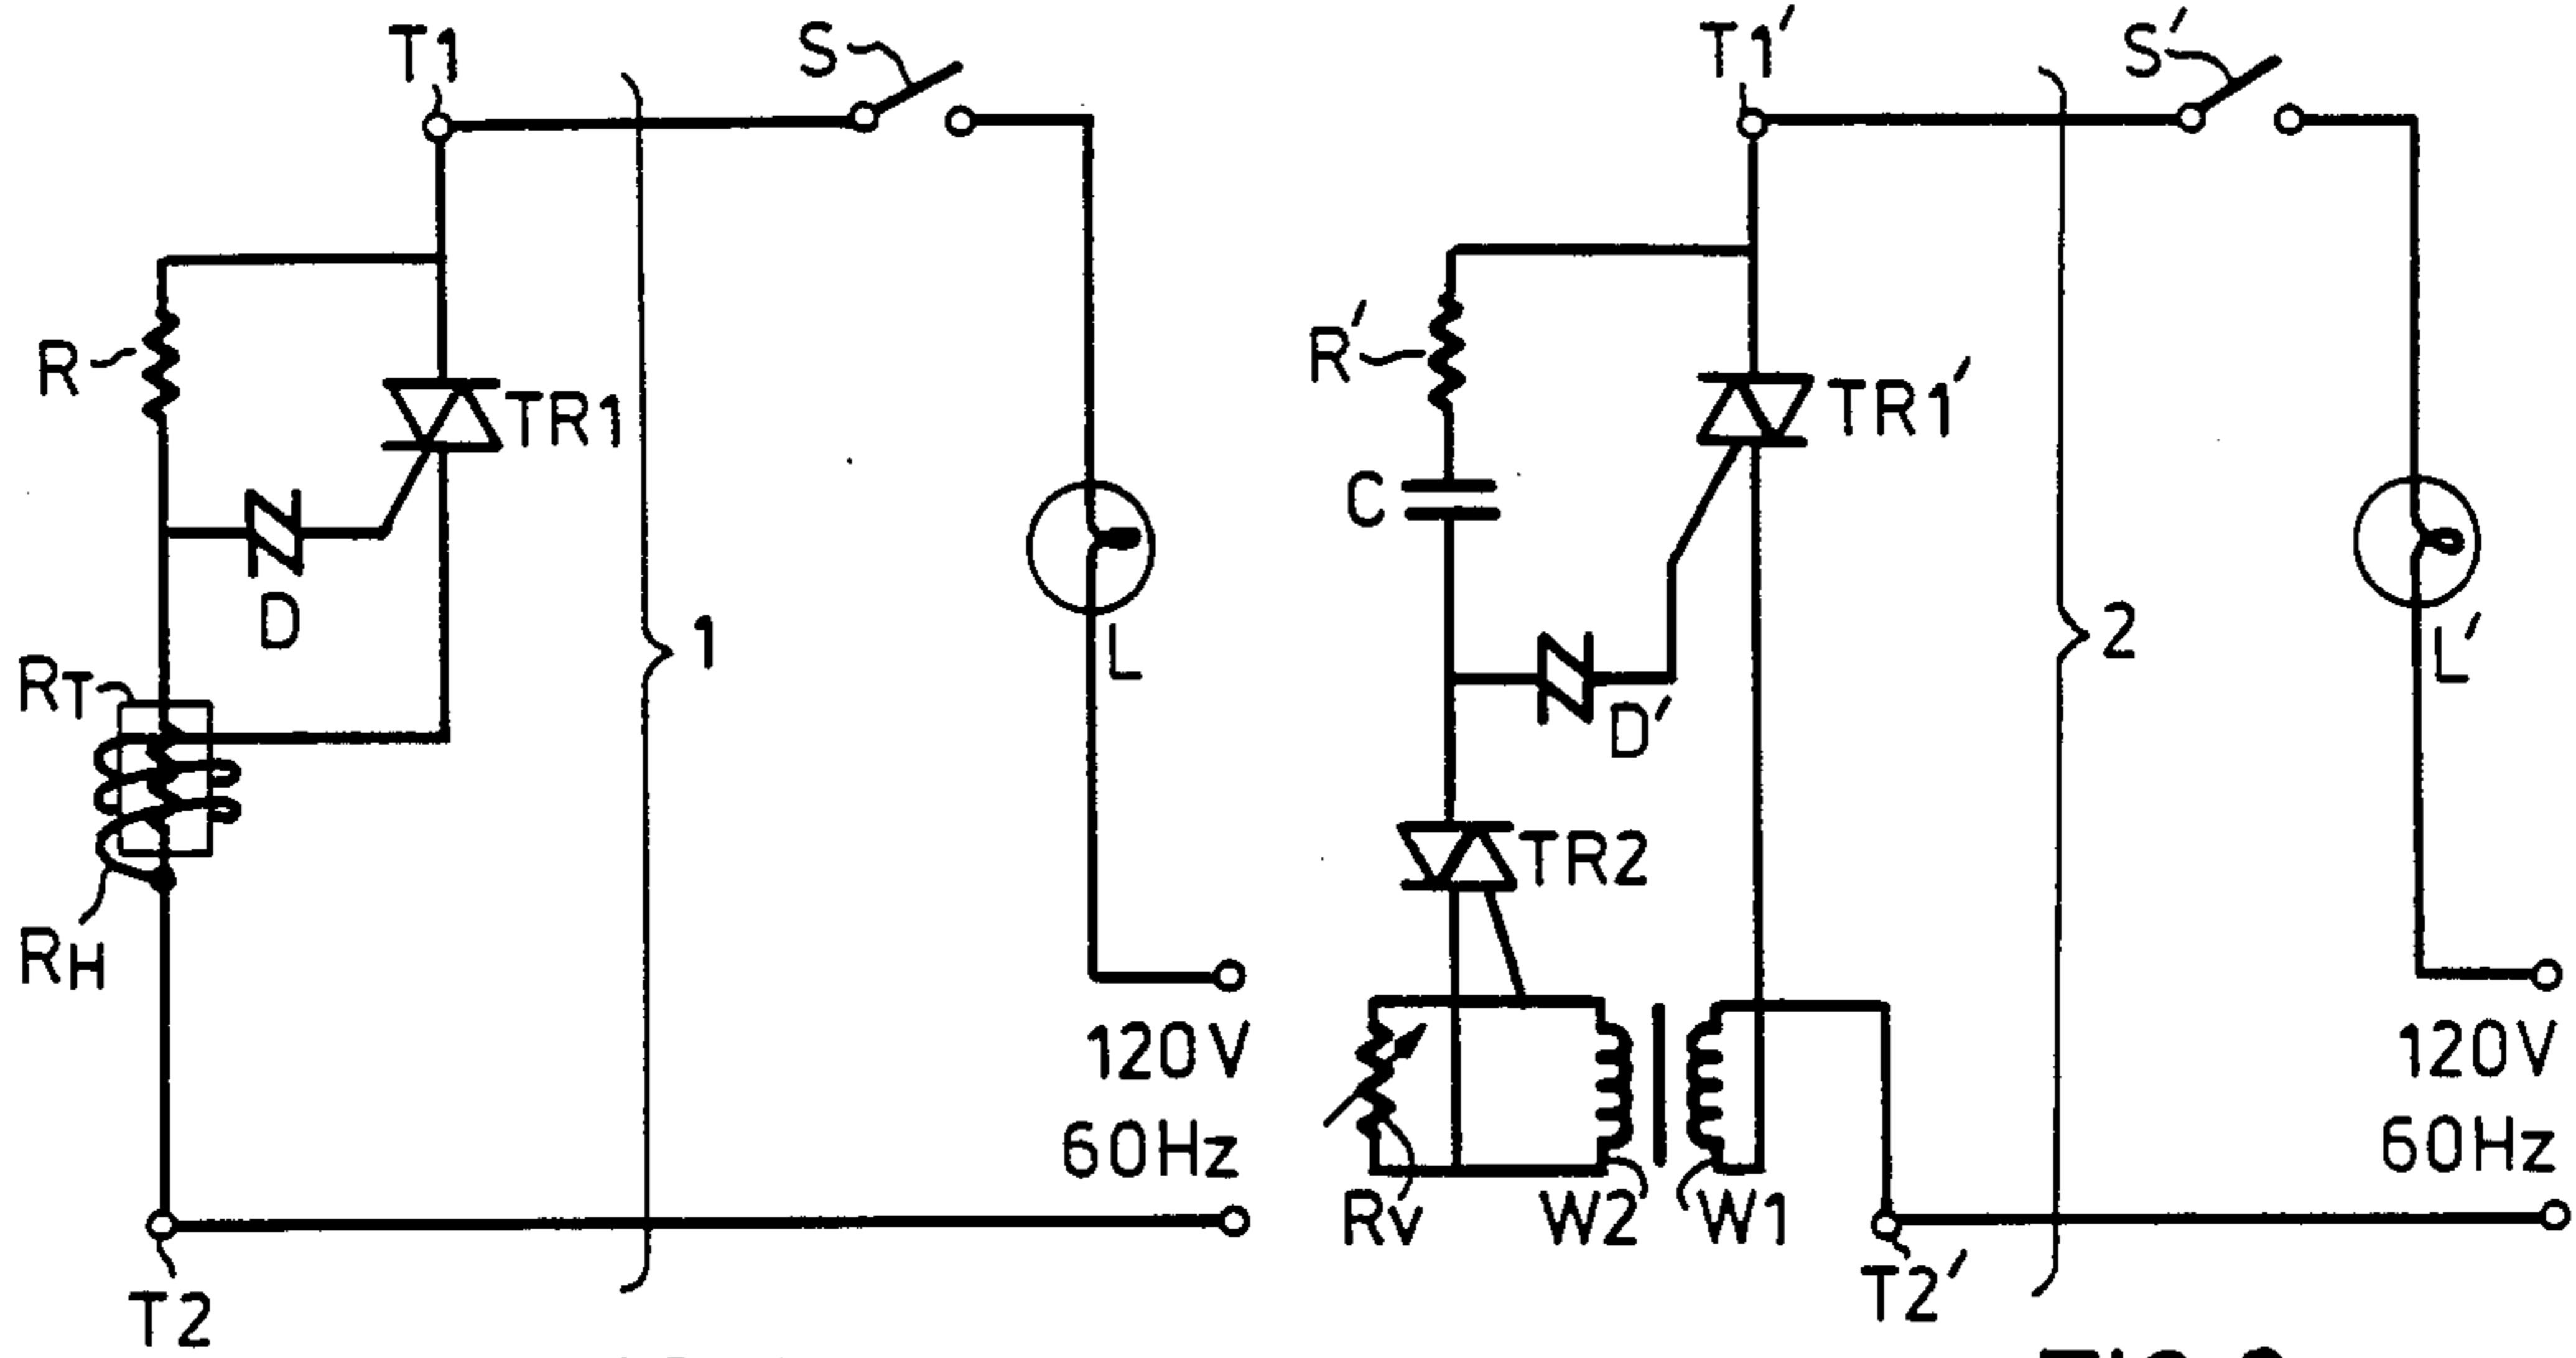 T1
S
R
TR1
D
RT
RH
1
L
120V
60Hz
T2
T1′
S′
R′
TR1′
C
D′
TR2
2
L′
RV
W2
W1
120V
60Hz
T2′